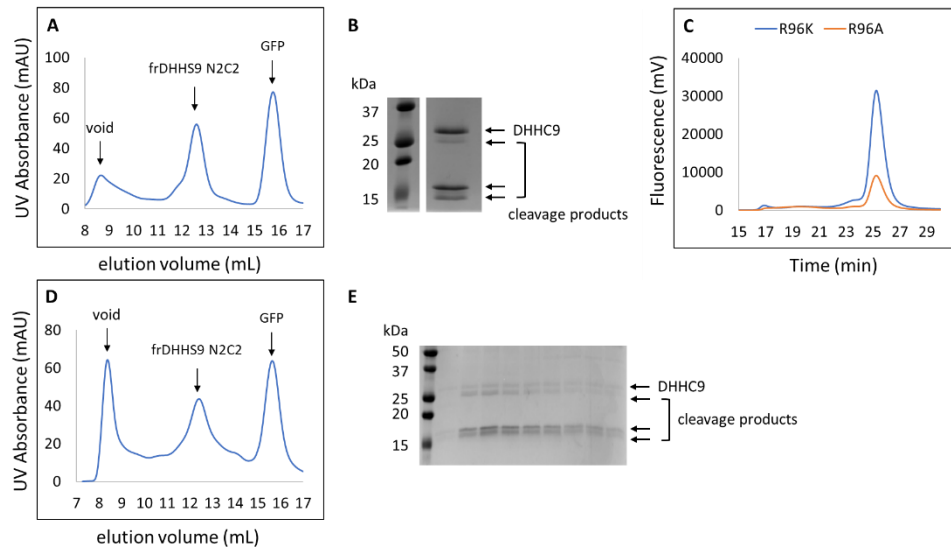 A
UV Absorbance (mAU)
100
80
60
40
20
0
void
frDHHS9 N2C2
GFP
8 9 10 11 12 13 14 15 16 17
elution volume (mL)
B
kDa
37
25
20
15
DHHC9
cleavage products
C
R96K R96A
Fluorescence (mV)
40000
30000
20000
10000
0
15 17 19 21 23 25 27 29
Time (min)
D
UV Absorbance (mAU)
80
60
40
20
0
void
frDHHS9 N2C2
GFP
7 8 9 10 11 12 13 14 15 16 17
elution volume (mL)
E
kDa
50
37
25
20
15
DHHC9
cleavage products